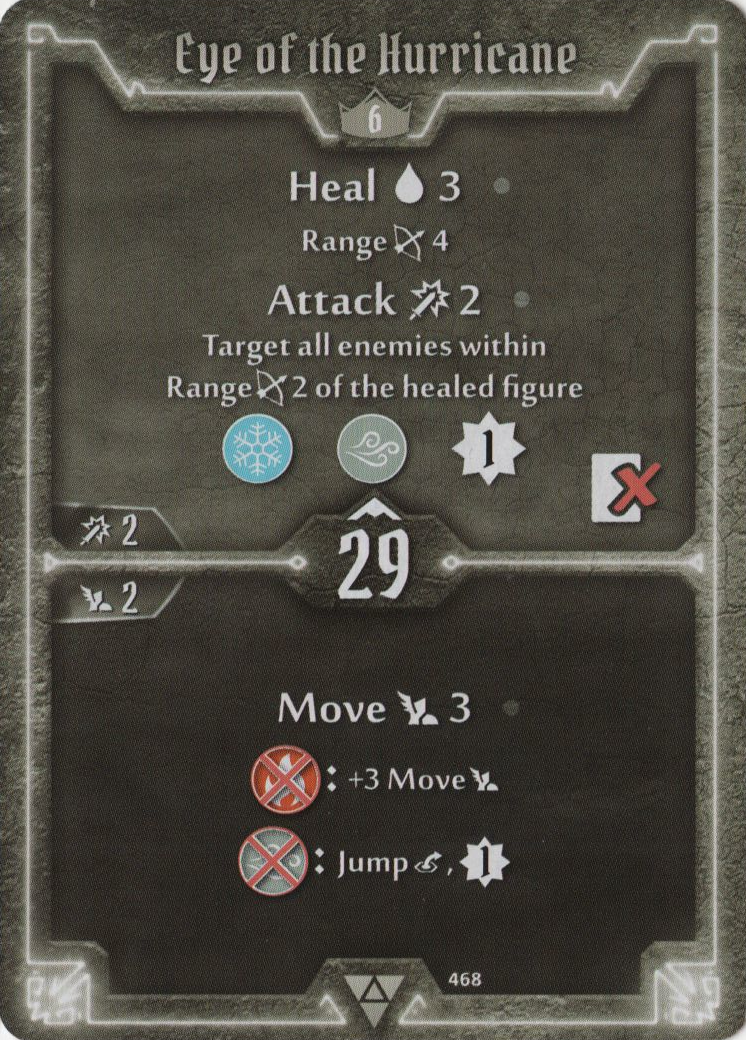 Eye of the Hurricane
6
Heal 3
Range 4
Attack 2
Target all enemies within
Range 2 of the healed figure
1
2
29
2
Move 3
: +3 Move
: Jump , 1
468